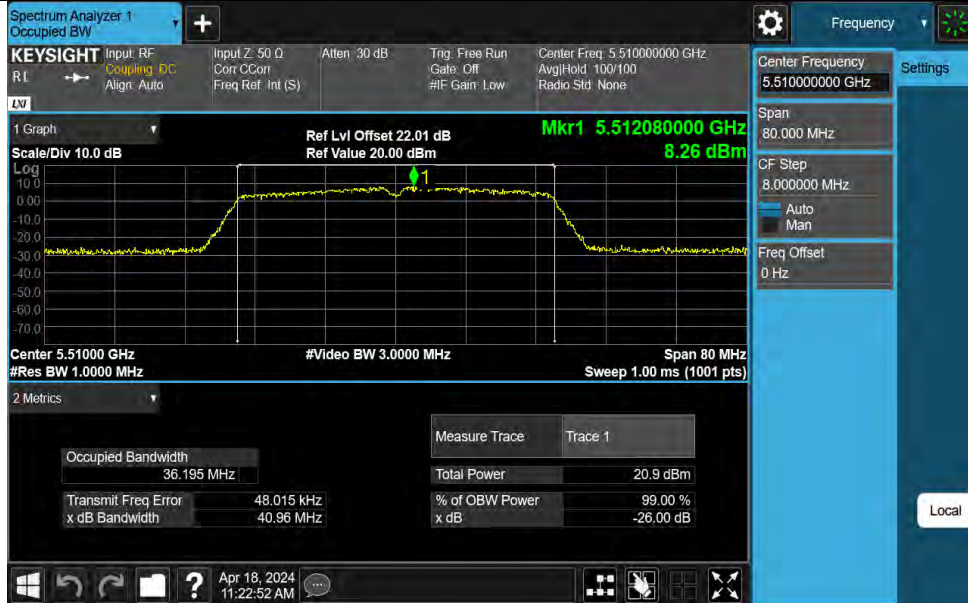 Spectrum Analyzer 1
Occupied BW
+
Frequency
KEYSIGHT
Input: RF
Coupling: DC
Align: Auto
Input Z: 50 Ω
Corr CCorr
Freq Ref: Int (S)
Atten: 30 dB
Trig: Free Run
Gate: Off
#IF Gain: Low
Center Freq: 5.510000000 GHz
Avg|Hold: 100/100
Radio Std: None
LXI
Center Frequency
5.510000000 GHz
Settings
Span
80.000 MHz
CF Step
8.000000 MHz
Auto
Man
Freq Offset
0 Hz
Local
1 Graph
Scale/Div 10.0 dB
Ref Lvl Offset 22.01 dB
Ref Value 20.00 dBm
Mkr1 5.512080000 GHz
8.26 dBm
Log
1
10.0
0.00
-10.0
-20.0
-30.0
-40.0
-50.0
-60.0
-70.0
Center 5.51000 GHz
#Video BW 3.0000 MHz
Span 80 MHz
#Res BW 1.0000 MHz
Sweep 1.00 ms (1001 pts)
2 Metrics
Measure Trace Trace 1
Occupied Bandwidth
36.195 MHz
Total Power 20.9 dBm
Transmit Freq Error 48.015 kHz
% of OBW Power 99.00 %
x dB Bandwidth 40.96 MHz
x dB -26.00 dB
?
Apr 18, 2024
11:22:52 AM